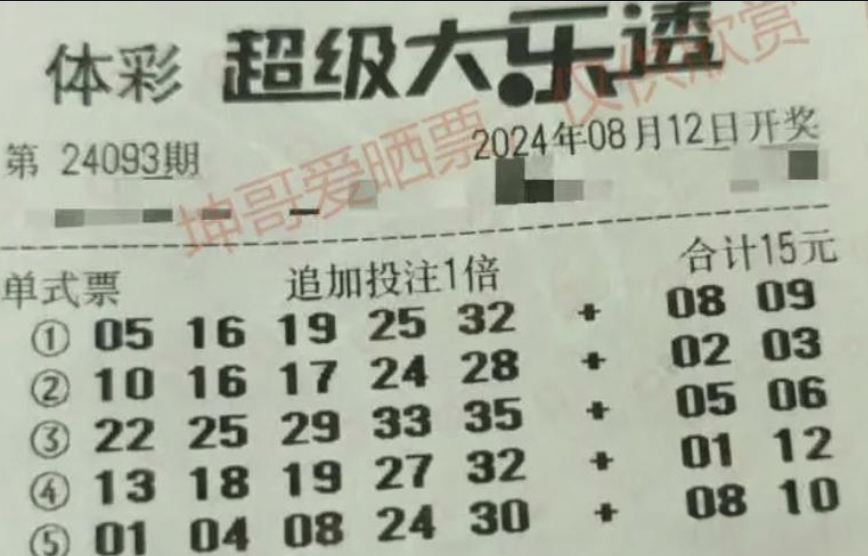 体彩 超级大乐透
仅供欣赏
第 24093期 2024年08月12日开奖
坤哥爱晒票
单式票 追加投注1倍 合计15元
① 05 16 19 25 32 + 08 09
② 10 16 17 24 28 + 02 03
③ 22 25 29 33 35 + 05 06
④ 13 18 19 27 32 + 01 12
⑤ 01 04 08 24 30 + 08 10